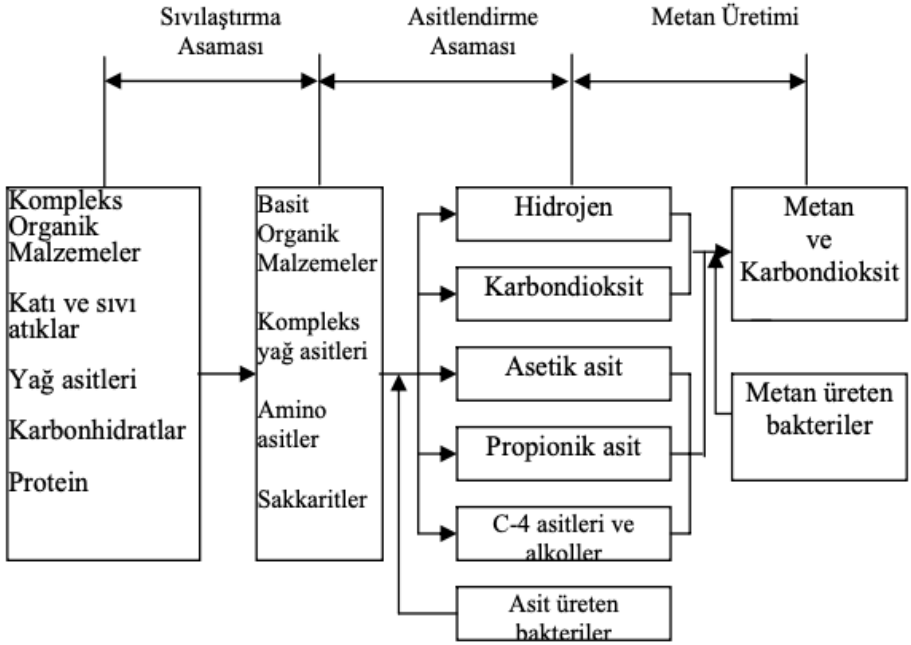 Sıvılaştırma
Asaması
Asitlendirme
Asaması
Metan Üretimi
Kompleks
Organik
Malzemeler
Katı ve sıvı
atıklar
Yağ asitleri
Karbonhidratlar
Protein
Basit
Organik
Malzemeler
Kompleks
yağ asitleri
Amino
asitler
Sakkaritler
Hidrojen
Karbondioksit
Asetik asit
Propionik asit
C-4 asitleri ve
alkoller
Asit üreten
bakteriler
Metan
ve
Karbondioksit
Metan üreten
bakteriler